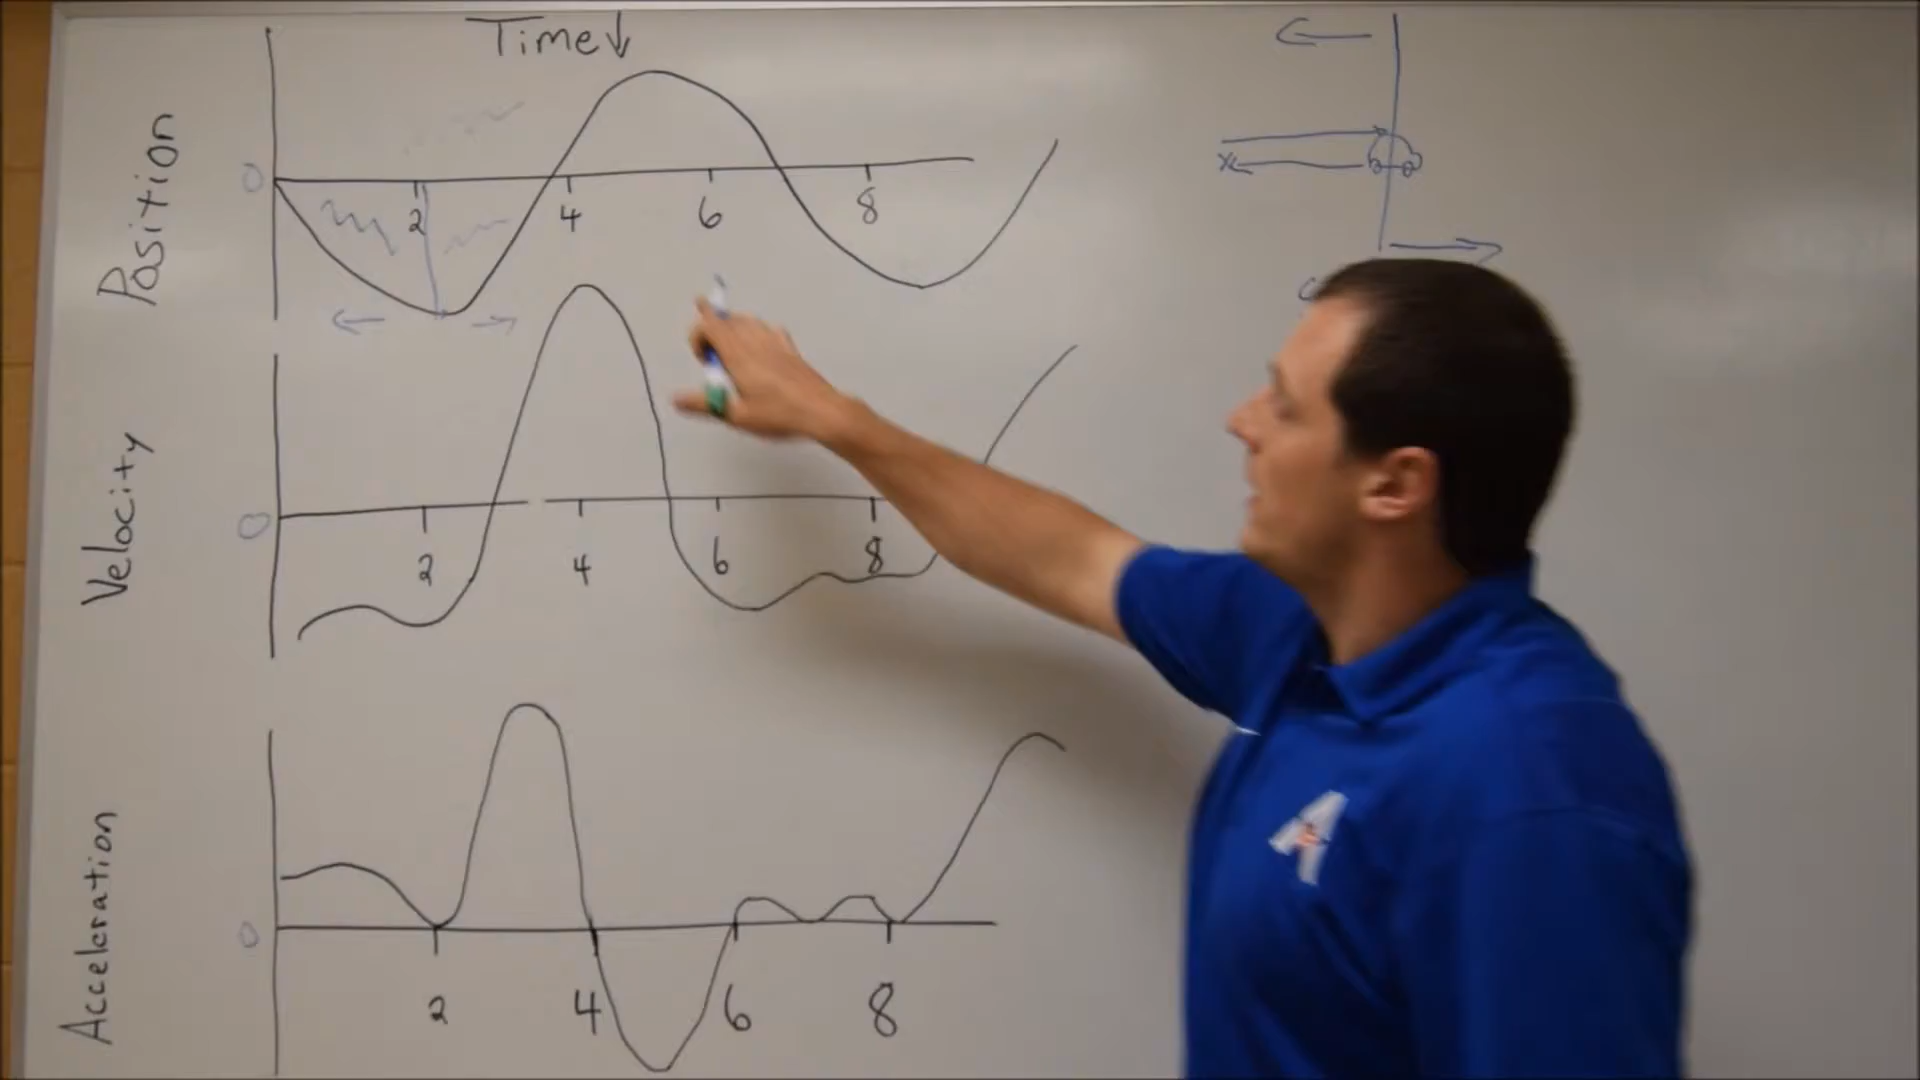 Time↓
Position
0
2 4 6 8
Velocity
0
2 4 6 8
Acceleration
0
2 4 6 8
x
A